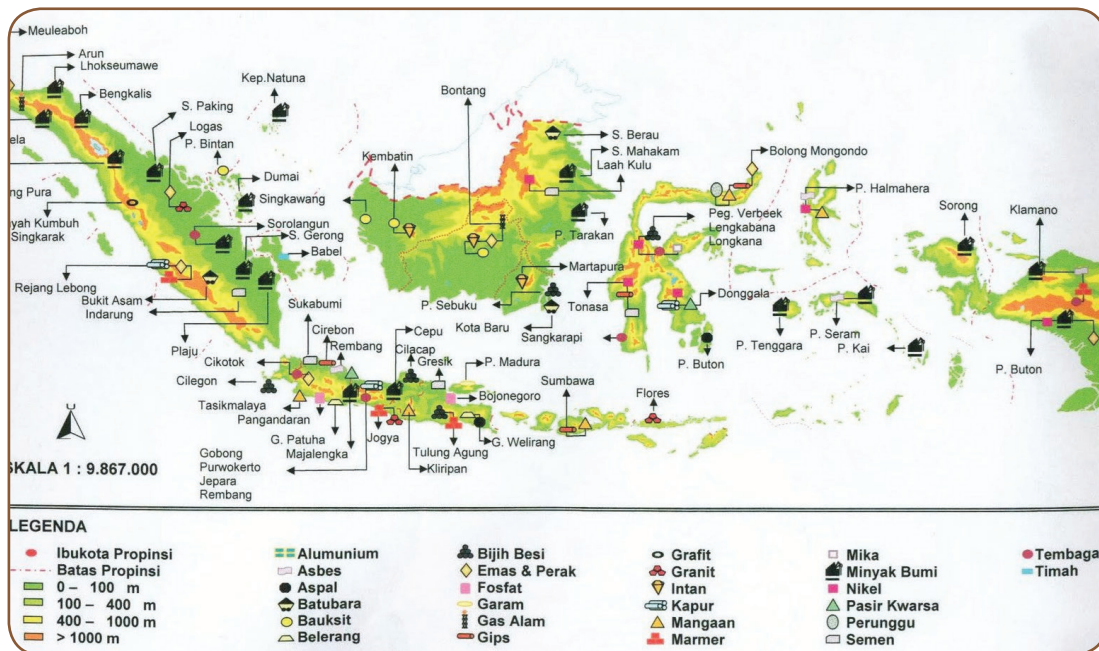 Meuleaboh
Arun
Lhokseumawe
Bengkalis
S. Paking
Logas
P. Bintan
Kep.Natuna
Dumai
Singkawang
Kembatin
Bontang
S. Berau
S. Mahakam
Laah Kulu
P. Tarakan
Bolong Mongondo
P. Halmahera
Peg. Verbeek
Lengkabana
Longkana
Sorong
Klamano
ela
ng Pura
yah Kumbuh
Singkarak
Sorolangun
S. Gerong
Babel
Rejang Lebong
Bukit Asam
Indarung
Plaju
Martapura
P. Sebuku
Kota Baru
Sangkarapi
Tonasa
Donggala
P. Buton
P. Tenggara
P. Seram
P. Kai
P. Buton
Sukabumi
Cirebon
Rembang
Cepu
Cilacap
Gresik
P. Madura
Cikotok
Cilegon
Bojonegoro
Sumbawa
Flores
Tasikmalaya
Pangandaran
G. Patuha
Majalengka
Jogya
Tulung Agung
Kliripan
G. Welirang
Gobong
Purwokerto
Jepara
Rembang
U
SKALA 1 : 9.867.000
LEGENDA
Ibukota Propinsi
Batas Propinsi
0 – 100 m
100 – 400 m
400 – 1000 m
> 1000 m
Alumunium
Asbes
Aspal
Batubara
Bauksit
Belerang
Bijih Besi
Emas & Perak
Fosfat
Garam
Gas Alam
Gips
Grafit
Granit
Intan
Kapur
Mangaan
Marmer
Mika
Minyak Bumi
Nikel
Pasir Kwarsa
Perunggu
Semen
Tembaga
Timah